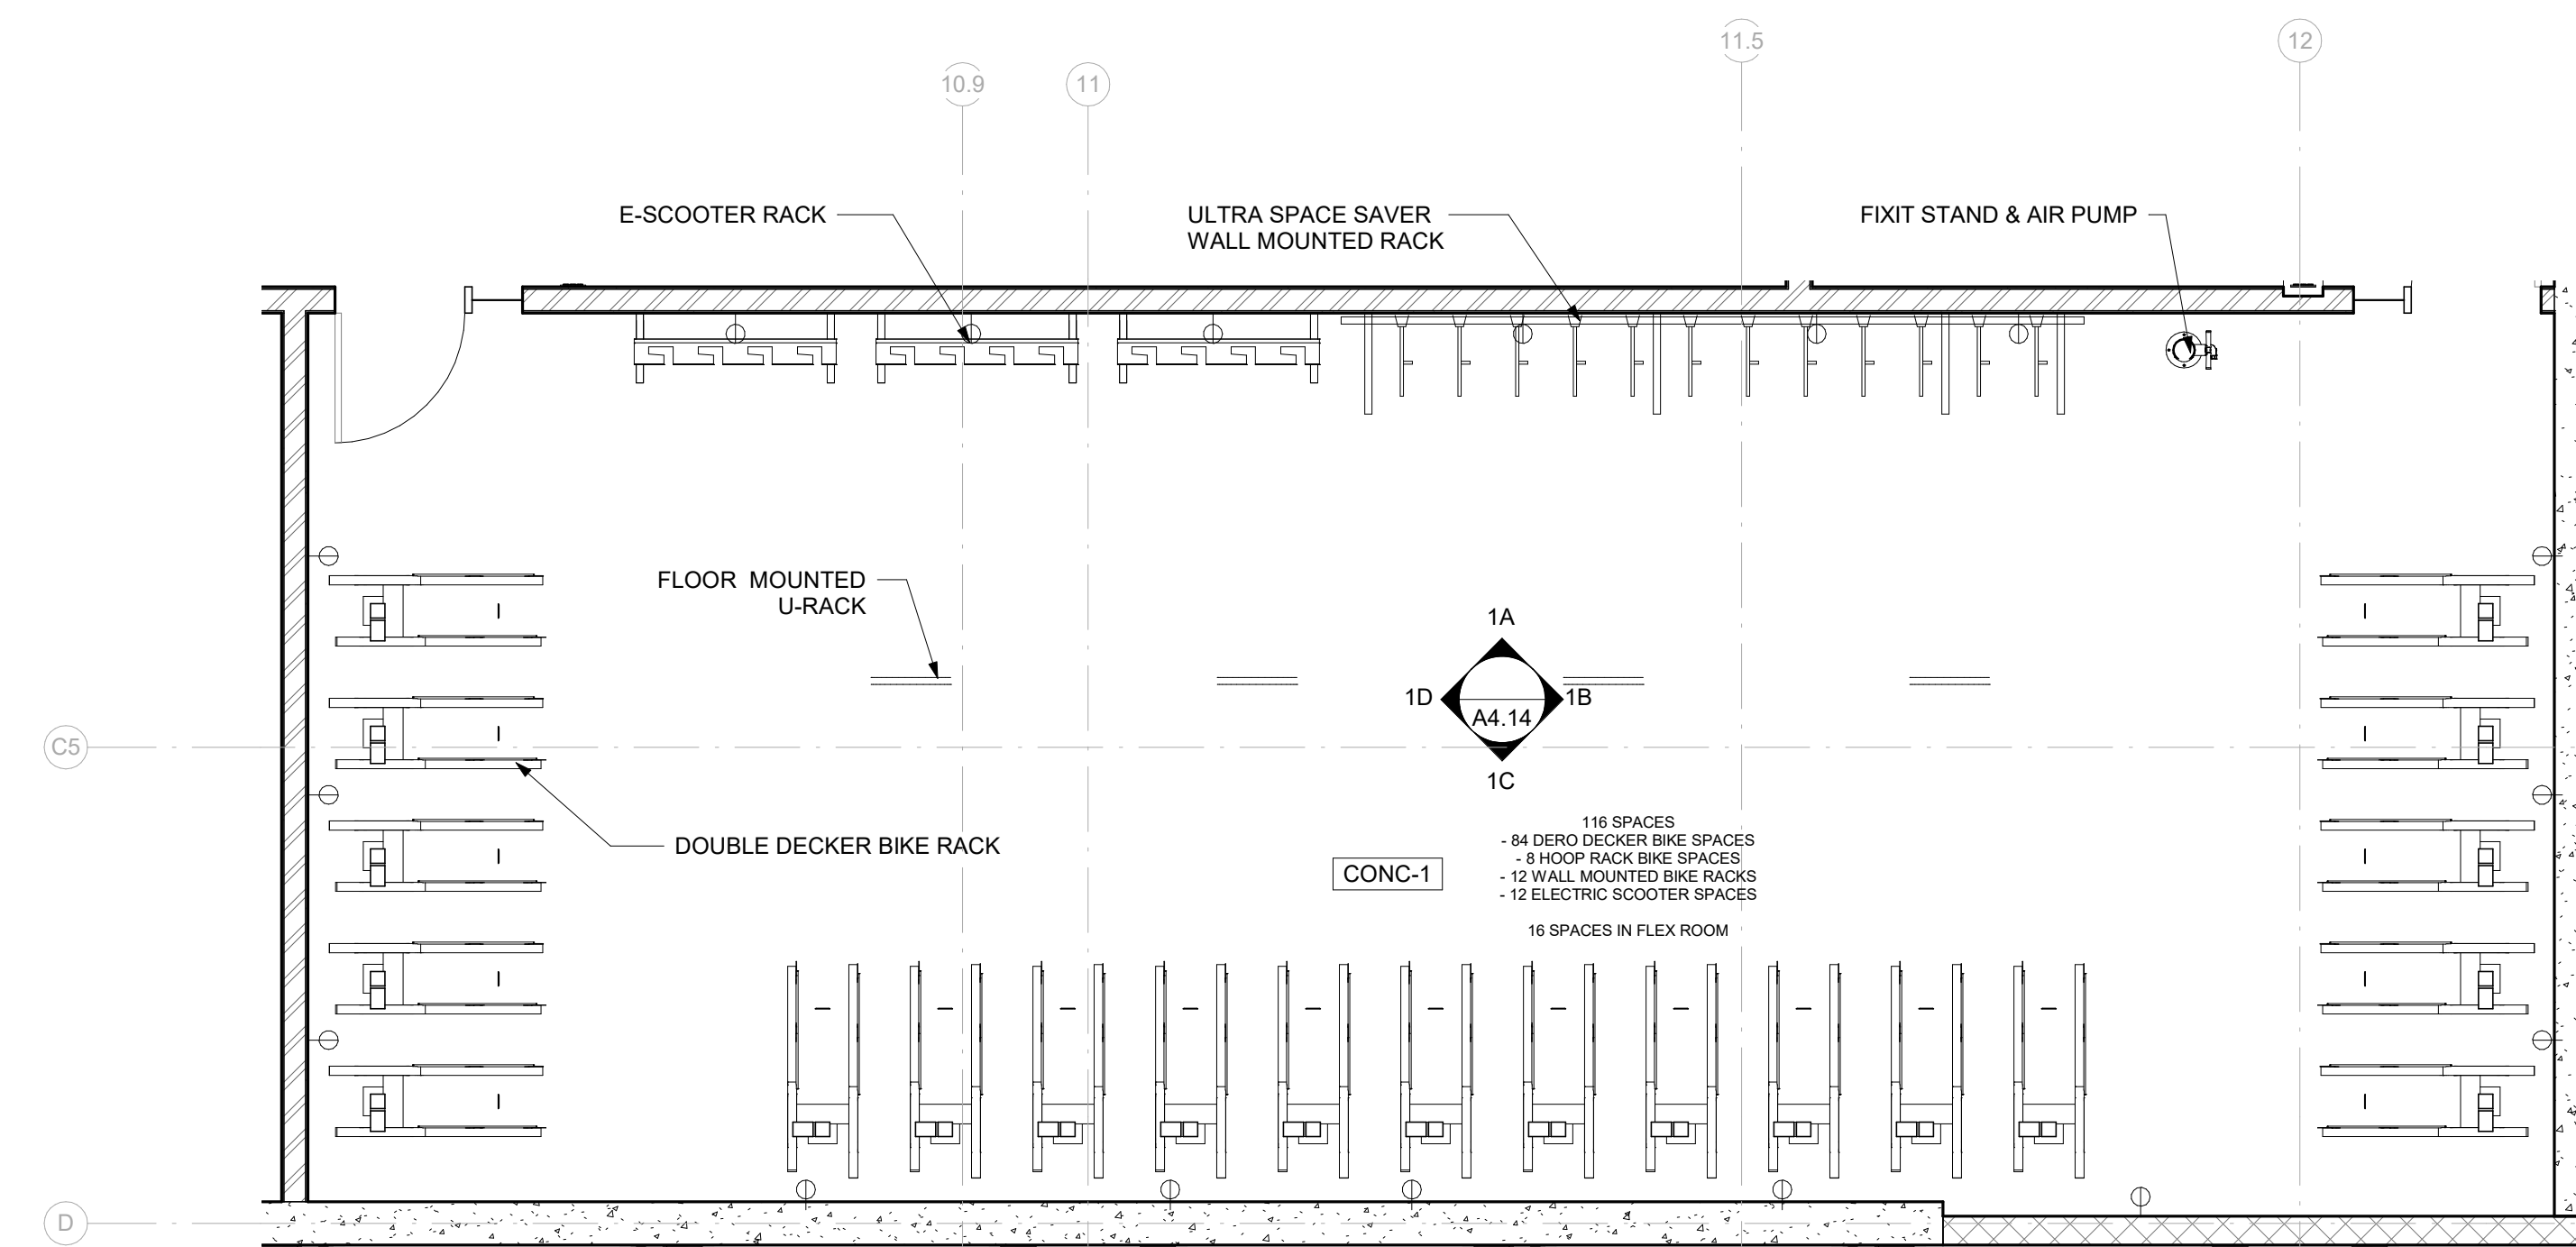 11.5
12
10.9
11
E-SCOOTER RACK
ULTRA SPACE SAVER
WALL MOUNTED RACK
FIXIT STAND & AIR PUMP
FLOOR MOUNTED
U-RACK
1A
1D
1B
A4.14
C5
1C
116 SPACES
- 84 DERO DECKER BIKE SPACES
- 8 HOOP RACK BIKE SPACES
- 12 WALL MOUNTED BIKE RACKS
- 12 ELECTRIC SCOOTER SPACES
DOUBLE DECKER BIKE RACK
CONC-1
16 SPACES IN FLEX ROOM
D